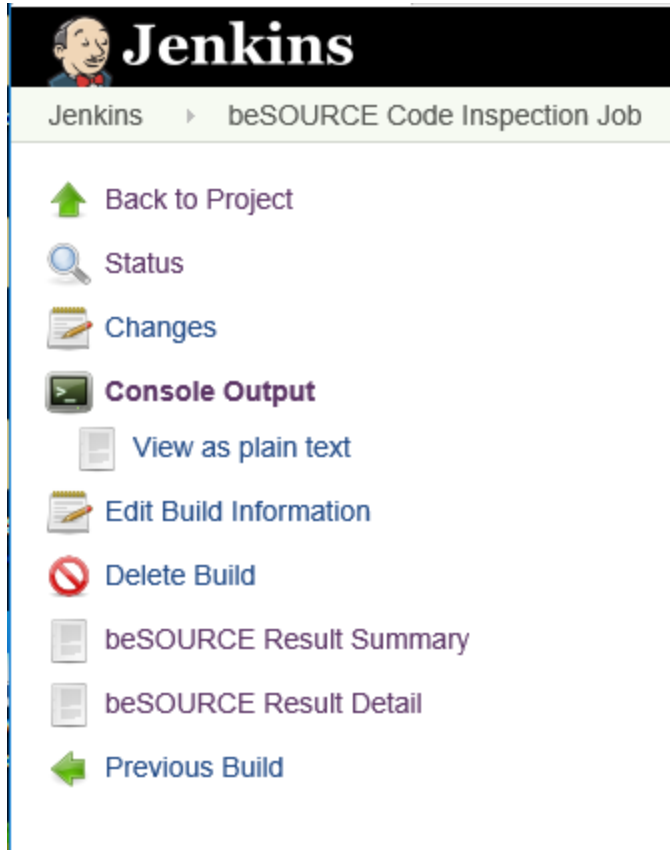 Jenkins
Jenkins beSOURCE Code Inspection Job
Back to Project
Status
Changes
Console Output
View as plain text
Edit Build Information
Delete Build
beSOURCE Result Summary
beSOURCE Result Detail
Previous Build